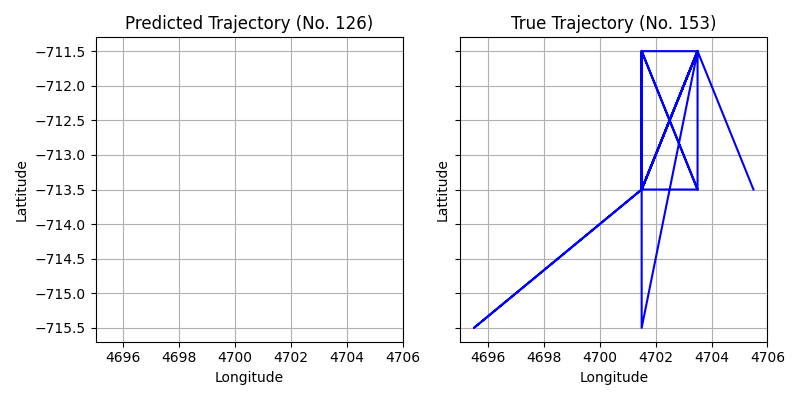 Predicted Trajectory (No. 126)
True Trajectory (No. 153)
−711.5
−712.0
−712.5
−713.0
−713.5
−714.0
−714.5
−715.0
−715.5
Lattitude
Lattitude
4696 4698 4700 4702 4704 4706
4696 4698 4700 4702 4704 4706
Longitude
Longitude